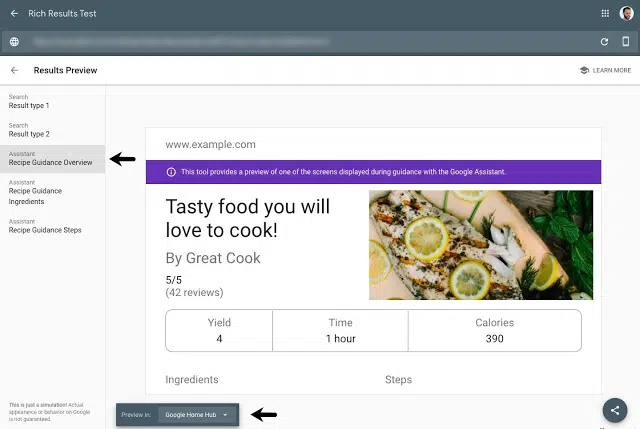 Rich Results Test
Results Preview
LEARN MORE
Search
Result type 1
Search
Result type 2
Assistant
Recipe Guidance Overview
Assistant
Recipe Guidance
Ingredients
Assistant
Recipe Guidance Steps
www.example.com
This tool provides a preview of one of the screens displayed during guidance with the Google Assistant.
Tasty food you will
love to cook!
By Great Cook
5/5
(42 reviews)
Yield
4
Time
1 hour
Calories
390
Ingredients
Steps
This is just a simulation! Actual
appearance or behavior on Google
is not guaranteed.
Preview in: Google Home Hub